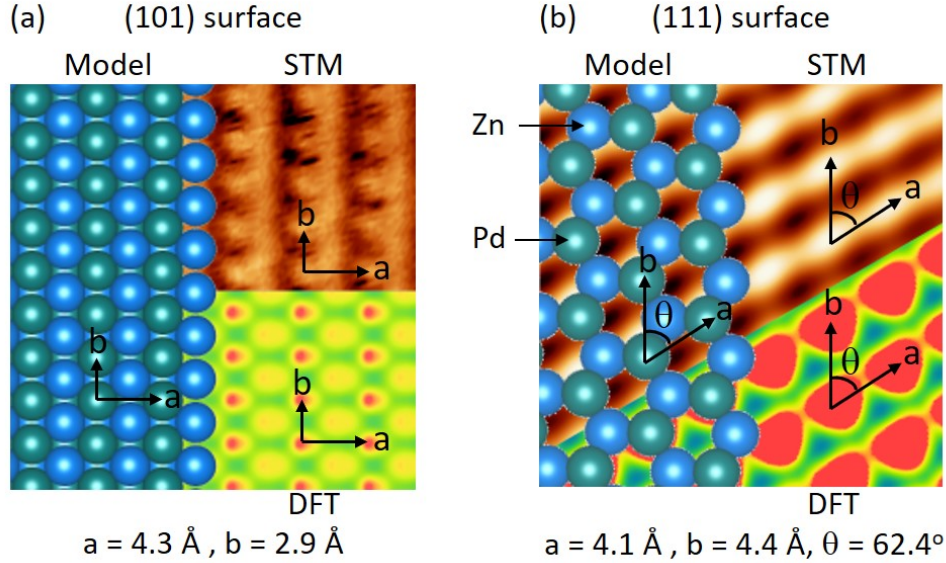 (a) (101) surface
Model STM
b
a
b
a
b
a
DFT
a = 4.3 Å , b = 2.9 Å
(b) (111) surface
Model STM
Zn
Pd
b
θ
a
b
θ
a
b
θ
a
DFT
a = 4.1 Å , b = 4.4 Å, θ = 62.4°